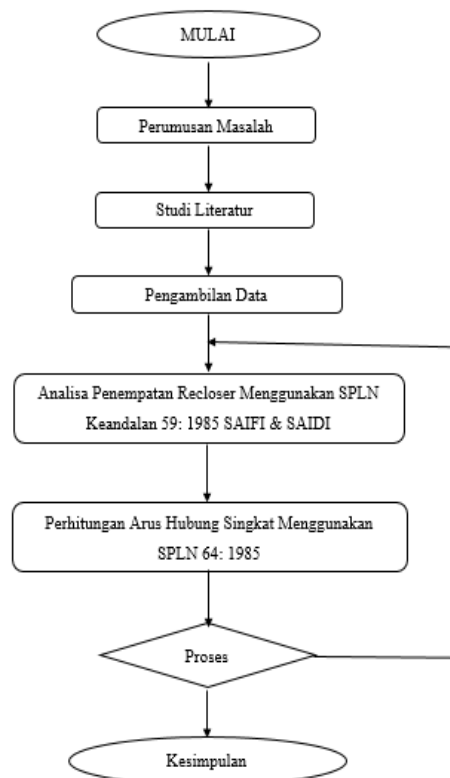 MULAI
Perumusan Masalah
Studi Literatur
Pengambilan Data
Analisa Penempatan Recloser Menggunakan SPLN
Keandalan 59: 1985 SAIFI & SAIDI
Perhitungan Arus Hubung Singkat Menggunakan
SPLN 64: 1985
Proses
Kesimpulan